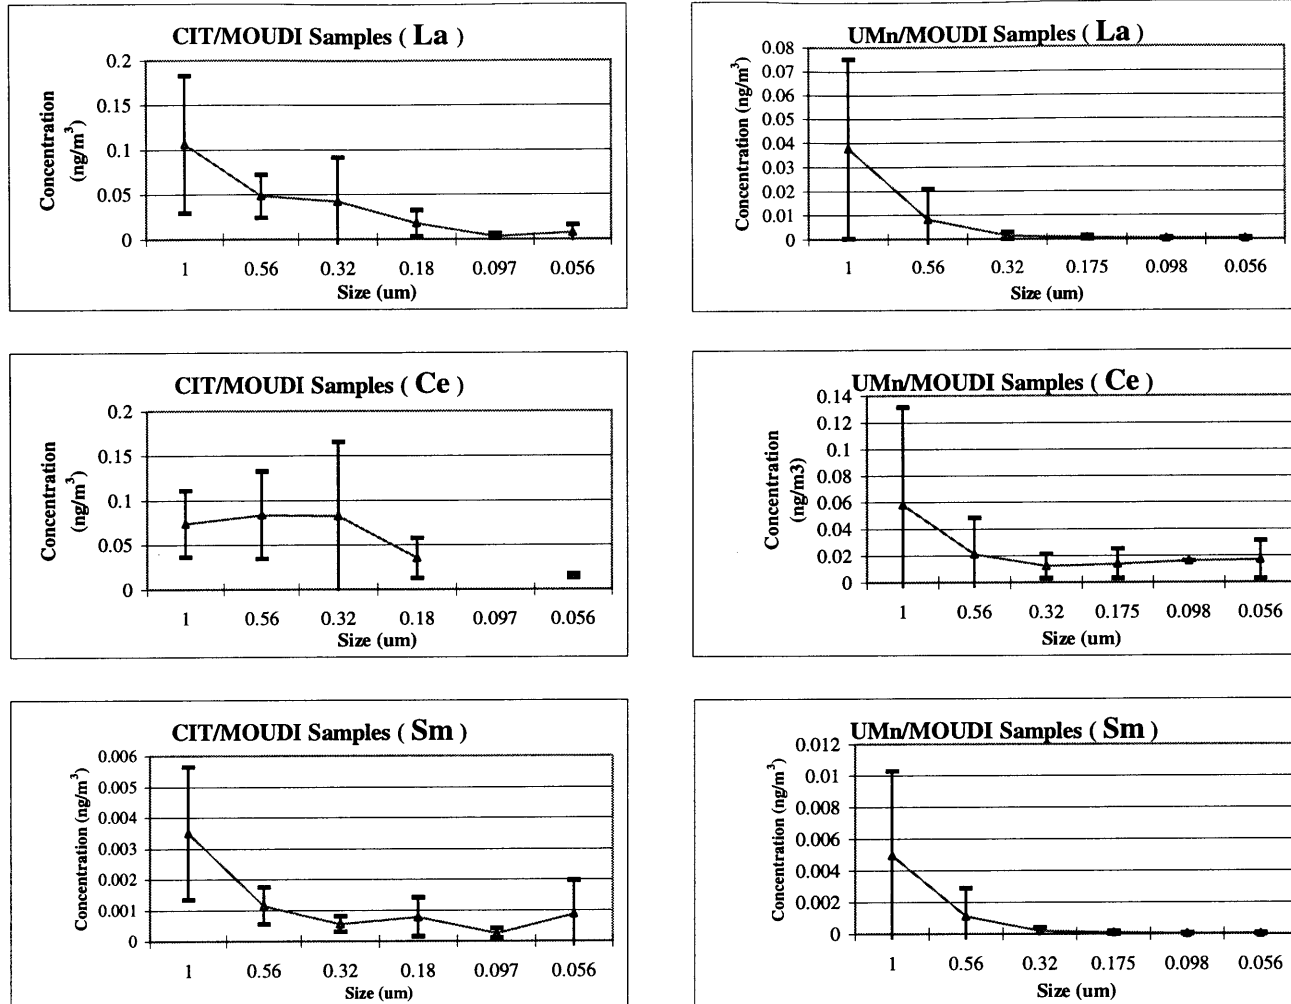 CIT/MOUDI Samples ( La )
Concentration
(ng/m³)
0.2
0.15
0.1
0.05
0
1 0.56 0.32 0.18 0.097 0.056
Size (um)
UMn/MOUDI Samples ( La )
Concentration (ng/m³)
0.08
0.07
0.06
0.05
0.04
0.03
0.02
0.01
0
1 0.56 0.32 0.175 0.098 0.056
Size (um)
CIT/MOUDI Samples ( Ce )
Concentration
(ng/m³)
0.2
0.15
0.1
0.05
0
1 0.56 0.32 0.18 0.097 0.056
Size (um)
UMn/MOUDI Samples ( Ce )
Concentration
(ng/m3)
0.14
0.12
0.1
0.08
0.06
0.04
0.02
0
1 0.56 0.32 0.175 0.098 0.056
Size (um)
CIT/MOUDI Samples ( Sm )
Concentration (ng/m³)
0.006
0.005
0.004
0.003
0.002
0.001
0
1 0.56 0.32 0.18 0.097 0.056
Size (um)
UMn/MOUDI Samples ( Sm )
Concentration (ng/m³)
0.012
0.01
0.008
0.006
0.004
0.002
0
1 0.56 0.32 0.175 0.098 0.056
Size (um)